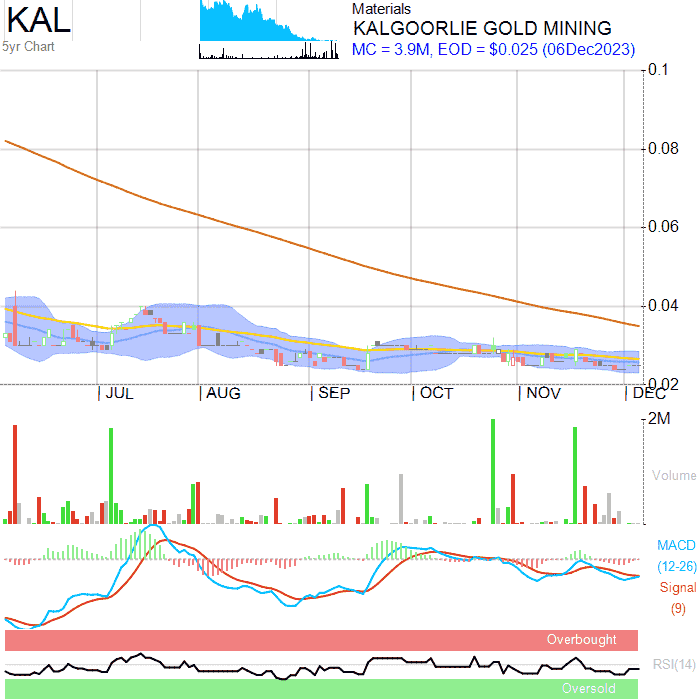 KAL
5yr Chart
Materials
KALGOORLIE GOLD MINING
MC = 3.9M, EOD = $0.025 (06Dec2023)
0.1
0.08
0.06
0.04
0.02
JUL
AUG
SEP
OCT
NOV
DEC
2M
Volume
MACD
(12-26)
Signal
(9)
Overbought
RSI(14)
Oversold